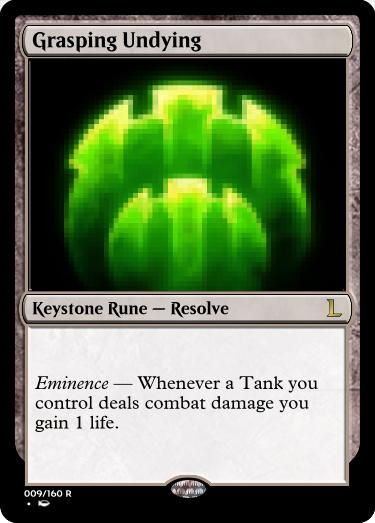 Grasping Undying
Keystone Rune — Resolve
L
Eminence — Whenever a Tank you
control deals combat damage you
gain 1 life.
009/160 R